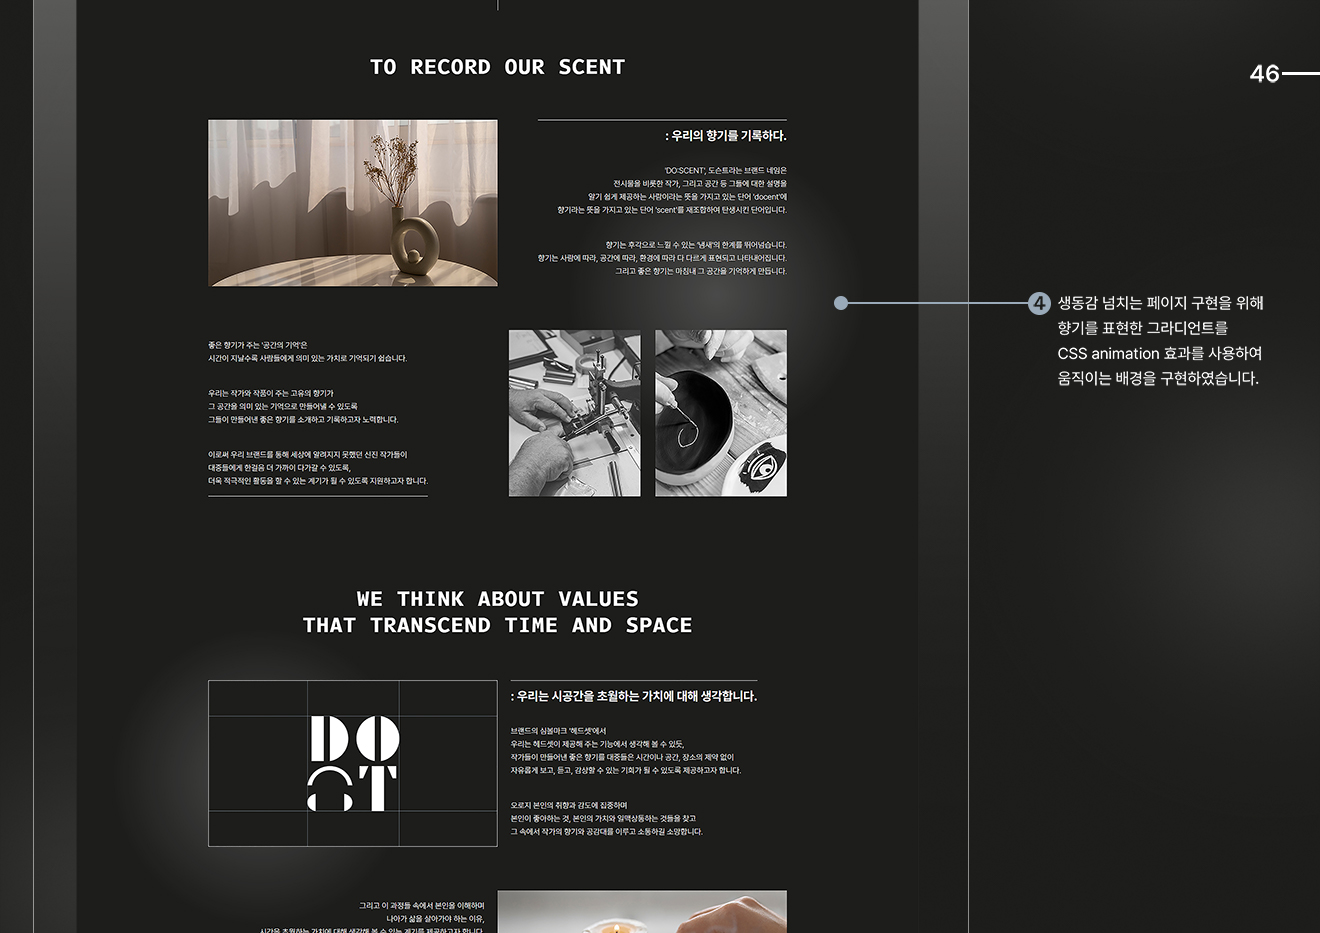 46
TO RECORD OUR SCENT
: 우리의 향기를 기록하다.
'DO:SCENT', 도슨트라는 브랜드 네임은
전시물을 비롯한 작가, 그리고 공간 등 그들에 대한 설명을
알기 쉽게 제공하는 사람이라는 뜻을 가지고 있는 단어 'docent'에
향기라는 뜻을 가지고 있는 단어 'scent'를 재조합하여 탄생시킨 단어입니다.
향기는 후각으로 느낄 수 있는 '냄새'의 한계를 뛰어넘습니다.
향기는 사람에 따라, 공간에 따라, 환경에 따라 다 다르게 표현되고 나타내어집니다.
그리고 좋은 향기는 마침내 그 공간을 기억하게 만듭니다.
4 생동감 넘치는 페이지 구현을 위해
향기를 표현한 그라디언트를
CSS animation 효과를 사용하여
움직이는 배경을 구현하였습니다.
좋은 향기가 주는 '공간의 기억'은
시간이 지날수록 사람들에게 의미 있는 가치로 기억되기 쉽습니다.
우리는 작가와 작품이 주는 고유의 향기가
그 공간을 의미 있는 기억으로 만들어낼 수 있도록
그들이 만들어낸 좋은 향기를 소개하고 기록하고자 노력합니다.
이로써 우리 브랜드를 통해 세상에 알려지지 못했던 신진 작가들이
대중들에게 한걸음 더 가까이 다가갈 수 있도록,
더욱 적극적인 활동을 할 수 있는 계기가 될 수 있도록 지원하고자 합니다.
WE THINK ABOUT VALUES
THAT TRANSCEND TIME AND SPACE
DO
T
: 우리는 시공간을 초월하는 가치에 대해 생각합니다.
브랜드의 심볼마크 '헤드셋'에서
우리는 헤드셋이 제공해 주는 기능에서 생각해 볼 수 있듯,
작가들이 만들어낸 좋은 향기를 대중들은 시간이나 공간, 장소의 제약 없이
자유롭게 보고, 듣고, 감상할 수 있는 기회가 될 수 있도록 제공하고자 합니다.
오로지 본인의 취향과 감도에 집중하며
본인이 좋아하는 것, 본인의 가치와 일맥상통하는 것들을 찾고
그 속에서 작가의 향기와 공감대를 이루고 소통하길 소망합니다.
그리고 이 과정들 속에서 본인을 이해하며
나아가 삶을 살아가야 하는 이유,
시간을 초월하는 가치에 대해 생각해 볼 수 있는 계기를 제공하고자 합니다.